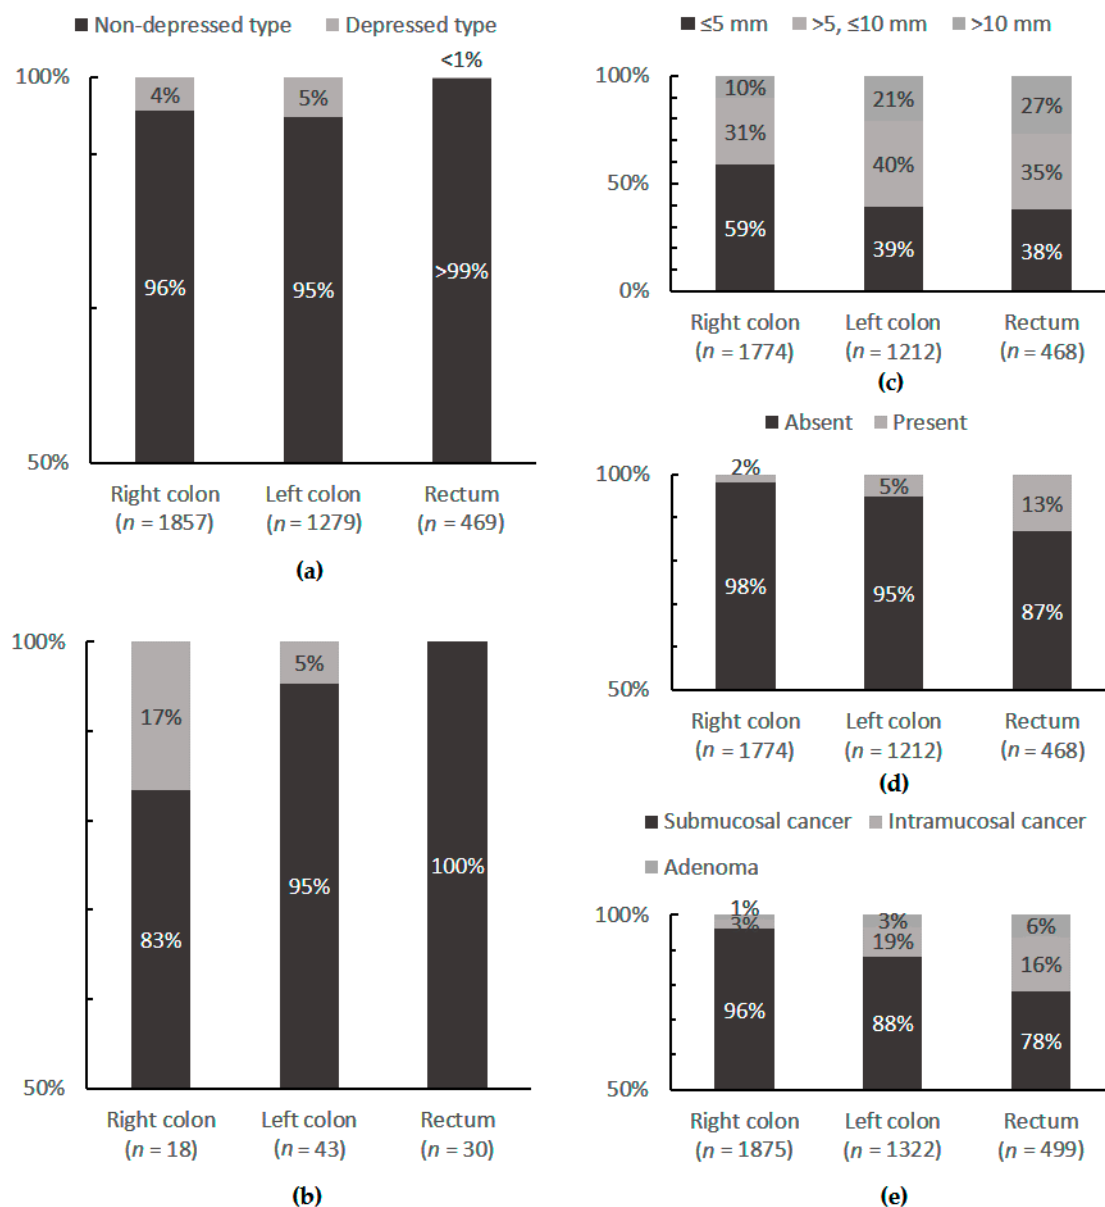 Non-depressed type Depressed type
<1%
100%
4% 5%
96% 95% >99%
50%
Right colon Left colon Rectum
(n = 1857) (n = 1279) (n = 469)
(a)
100%
5%
17%
83% 95% 100%
50%
Right colon Left colon Rectum
(n = 18) (n = 43) (n = 30)
(b)
≤5 mm >5, ≤10 mm >10 mm
100%
10% 21% 27%
31% 40% 35%
50%
59% 39% 38%
0%
Right colon Left colon Rectum
(n = 1774) (n = 1212) (n = 468)
(c)
Absent Present
100%
2% 5% 13%
98% 95% 87%
50%
Right colon Left colon Rectum
(n = 1774) (n = 1212) (n = 468)
(d)
Submucosal cancer Intramucosal cancer
Adenoma
100%
1% 3% 6%
3% 19% 16%
96% 88% 78%
50%
Right colon Left colon Rectum
(n = 1875) (n = 1322) (n = 499)
(e)